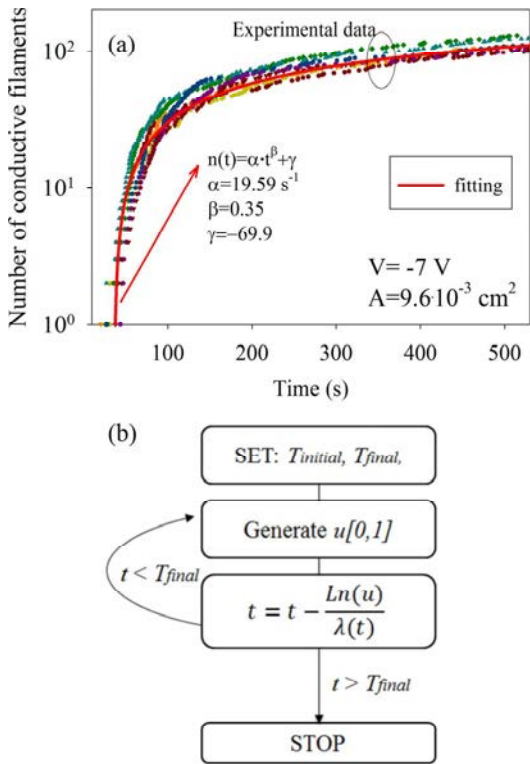 (a)
Experimental data
Number of conductive filaments
10²
10¹
10⁰
n(t)=α·t^β+γ
α=19.59 s⁻¹
β=0.35
γ=−69.9
fitting
V= -7 V
A=9.6·10⁻³ cm²
100 200 300 400 500
Time (s)
(b)
SET: Tinitial, Tfinal,
Generate u[0,1]
t < Tfinal
t = t − Ln(u)/λ(t)
t > Tfinal
STOP